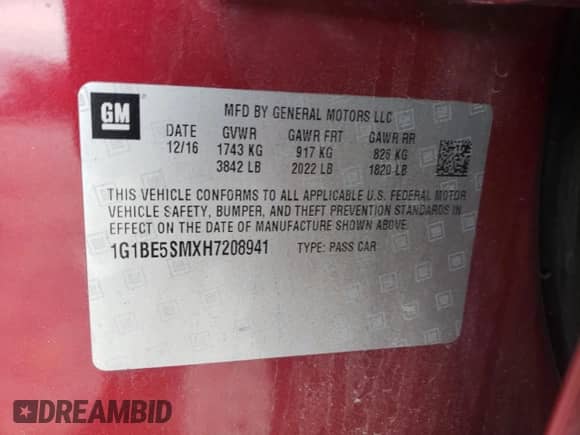 GM
MFD BY GENERAL MOTORS LLC
DATE GVWR GAWR FRT GAWR RR
12/16 1743 KG 917 KG 826 KG
3842 LB 2022 LB 1820 LB
THIS VEHICLE CONFORMS TO ALL APPLICABLE U.S. FEDERAL MOTOR
VEHICLE SAFETY, BUMPER, AND THEFT PREVENTION STANDARDS IN
EFFECT ON THE DATE OF MANUFACTURE SHOWN ABOVE.
1G1BE5SMXH7208941 TYPE: PASS CAR
DREAMBID